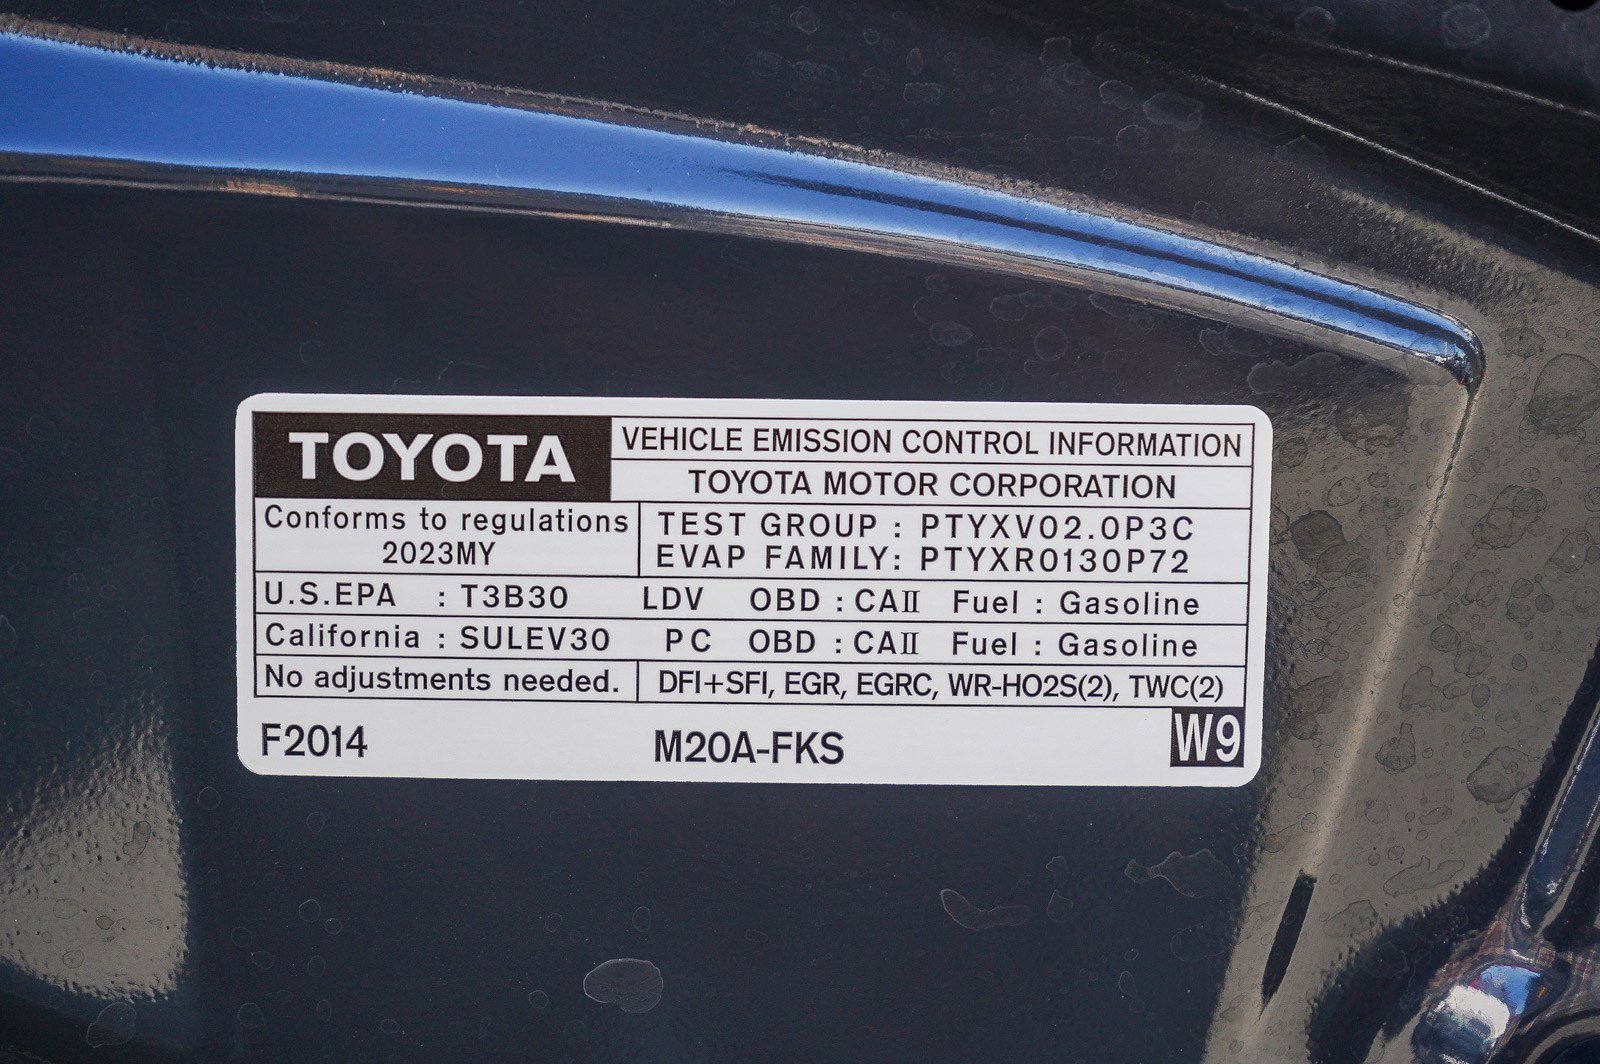 TOYOTA
VEHICLE EMISSION CONTROL INFORMATION
TOYOTA MOTOR CORPORATION
Conforms to regulations
2023MY
TEST GROUP : PTYXV02.0P3C
EVAP FAMILY: PTYXR0130P72
U.S.EPA : T3B30 LDV OBD : CAⅡ Fuel : Gasoline
California : SULEV30 PC OBD : CAⅡ Fuel : Gasoline
No adjustments needed. DFI+SFI, EGR, EGRC, WR-HO2S(2), TWC(2)
F2014 M20A-FKS W9